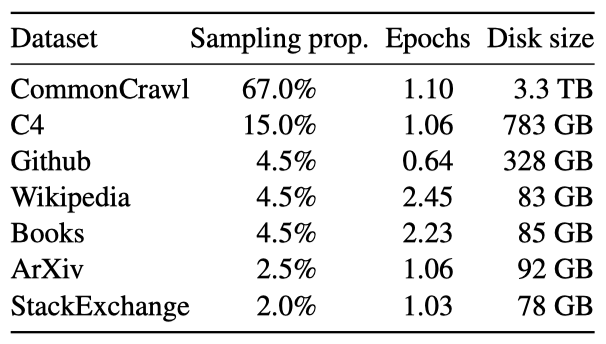 Dataset Sampling prop. Epochs Disk size
CommonCrawl 67.0% 1.10 3.3 TB
C4 15.0% 1.06 783 GB
Github 4.5% 0.64 328 GB
Wikipedia 4.5% 2.45 83 GB
Books 4.5% 2.23 85 GB
ArXiv 2.5% 1.06 92 GB
StackExchange 2.0% 1.03 78 GB